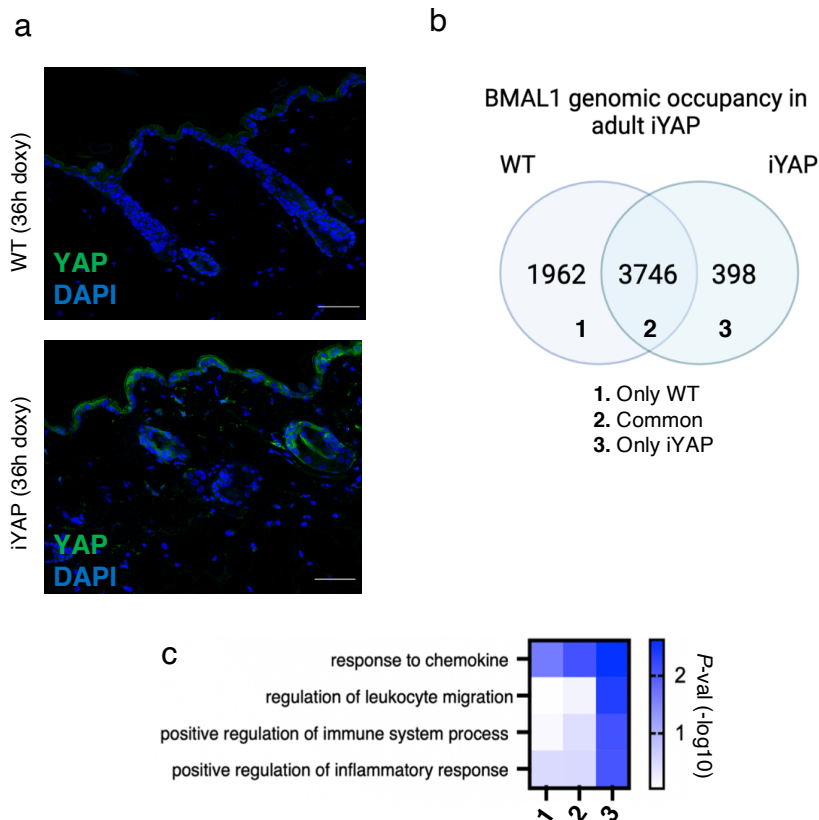 a
WT (36h doxy)
YAP
DAPI
iYAP (36h doxy)
YAP
DAPI
b
BMAL1 genomic occupancy in
adult iYAP
WT
iYAP
1962
3746
398
1
2
3
1. Only WT
2. Common
3. Only iYAP
c
response to chemokine
regulation of leukocyte migration
positive regulation of immune system process
positive regulation of inflammatory response
1
2
3
2
1
P-val (-log10)